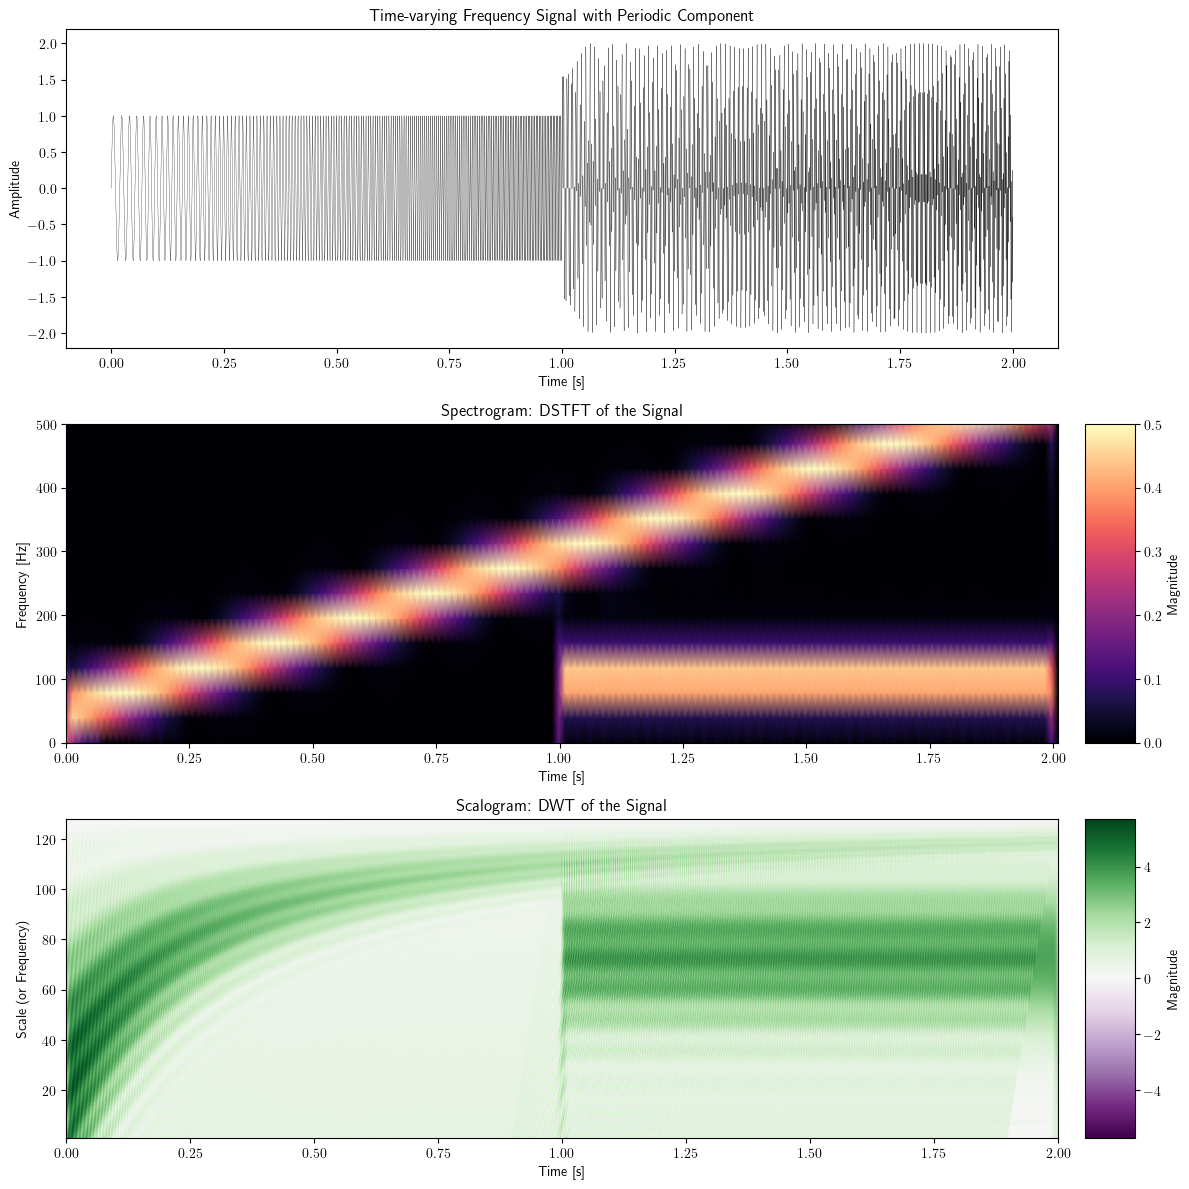 Time-varying Frequency Signal with Periodic Component
2.0
1.5
1.0
0.5
0.0
−0.5
−1.0
−1.5
−2.0
Amplitude
0.00 0.25 0.50 0.75 1.00 1.25 1.50 1.75 2.00
Time [s]
Spectrogram: DSTFT of the Signal
500
400
300
200
100
0
Frequency [Hz]
0.00 0.25 0.50 0.75 1.00 1.25 1.50 1.75 2.00
Time [s]
0.5
0.4
0.3
0.2
0.1
0.0
Magnitude
Scalogram: DWT of the Signal
120
100
80
60
40
20
Scale (or Frequency)
0.00 0.25 0.50 0.75 1.00 1.25 1.50 1.75 2.00
Time [s]
4
2
0
−2
−4
Magnitude